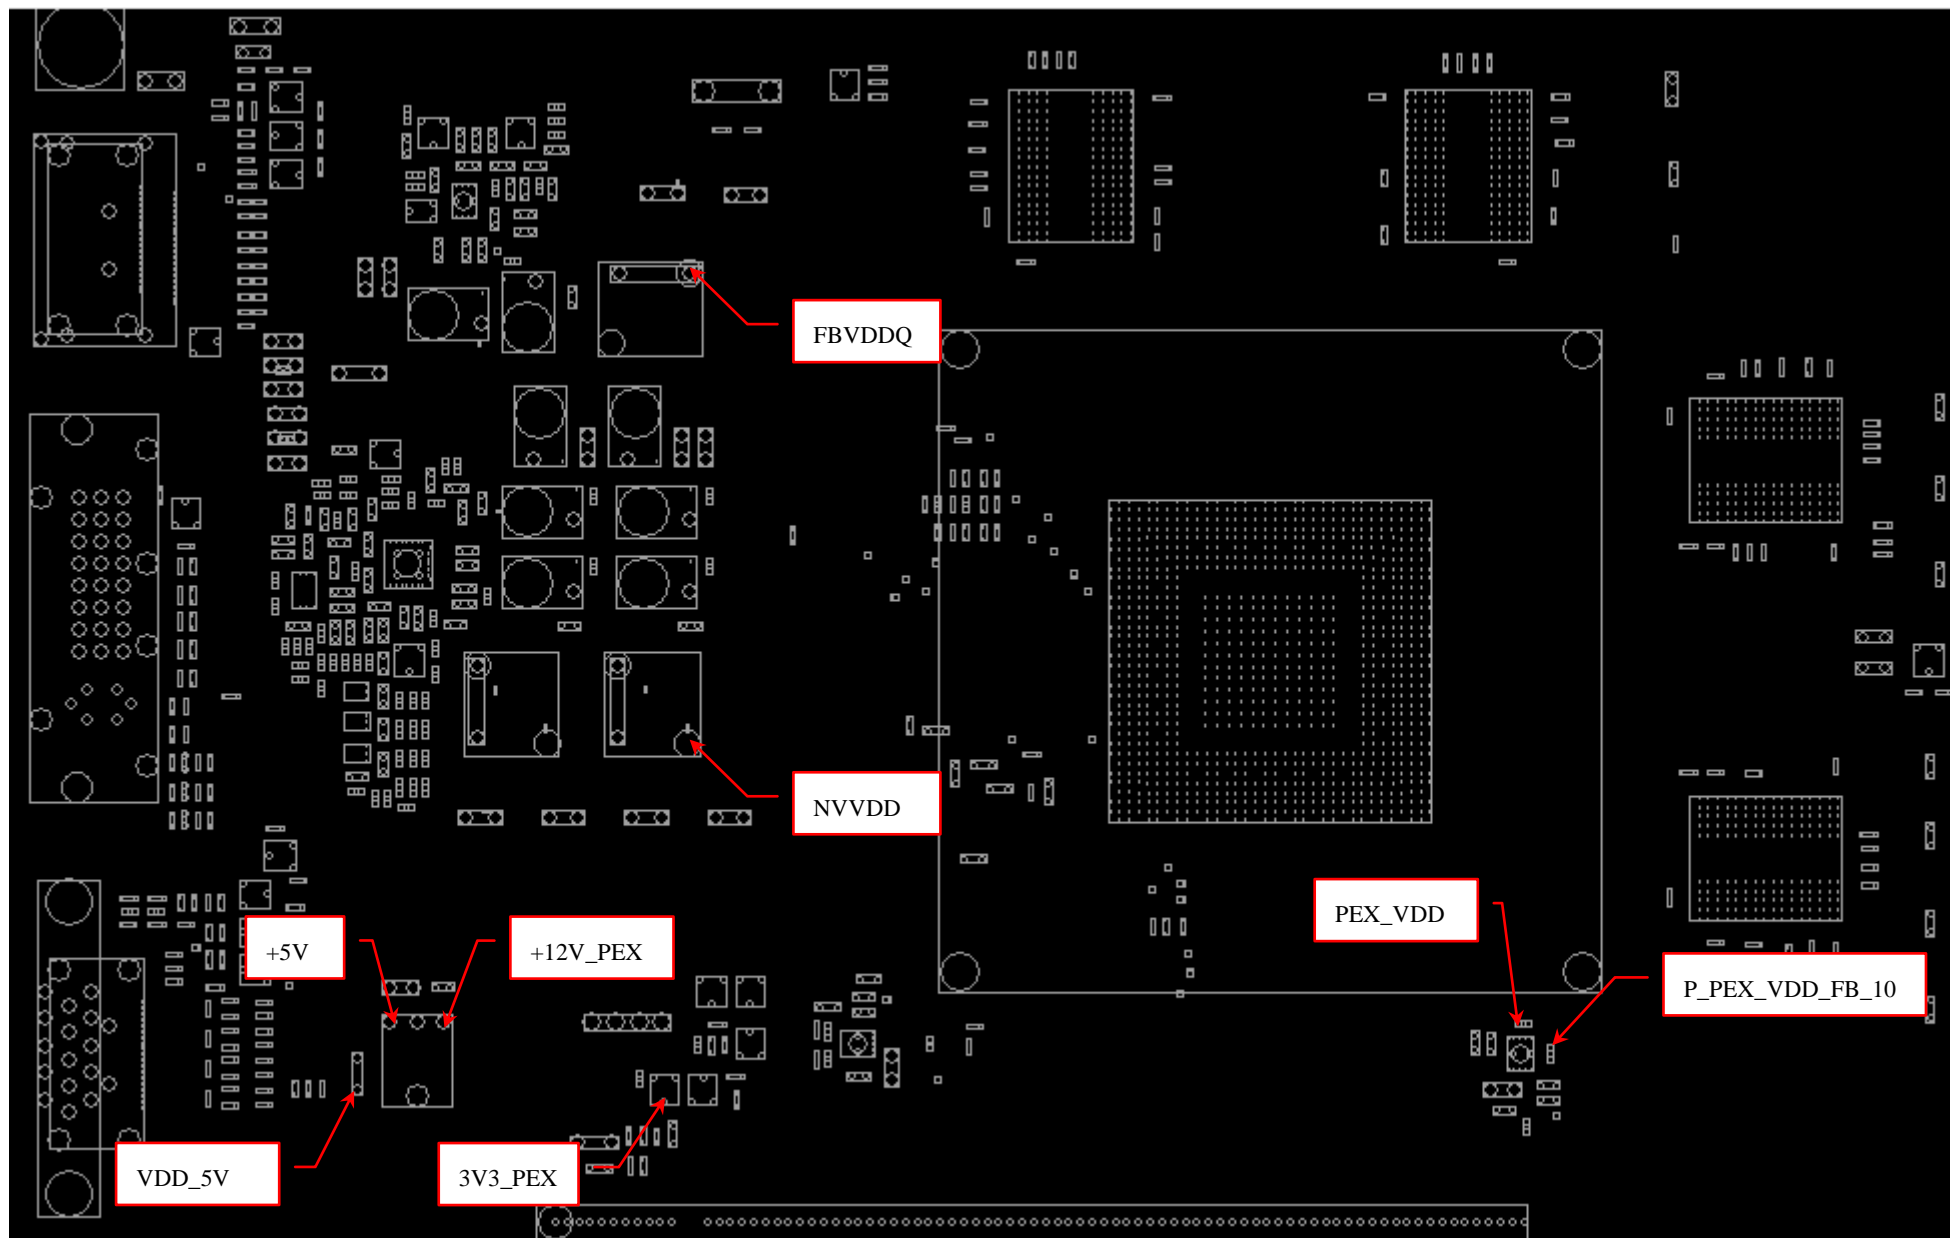 FBVDDQ
NVVDD
PEX_VDD
+5V
+12V_PEX
P_PEX_VDD_FB_10
VDD_5V
3V3_PEX